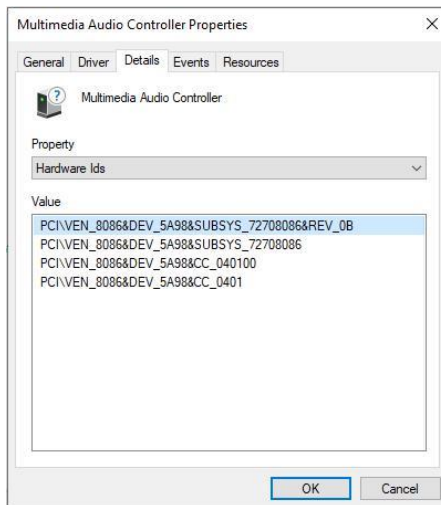 Multimedia Audio Controller Properties
General Driver Details Events Resources
Multimedia Audio Controller
Property
Hardware Ids
Value
PCI\VEN_8086&DEV_5A98&SUBSYS_72708086&REV_0B
PCI\VEN_8086&DEV_5A98&SUBSYS_72708086
PCI\VEN_8086&DEV_5A98&CC_040100
PCI\VEN_8086&DEV_5A98&CC_0401
OK Cancel